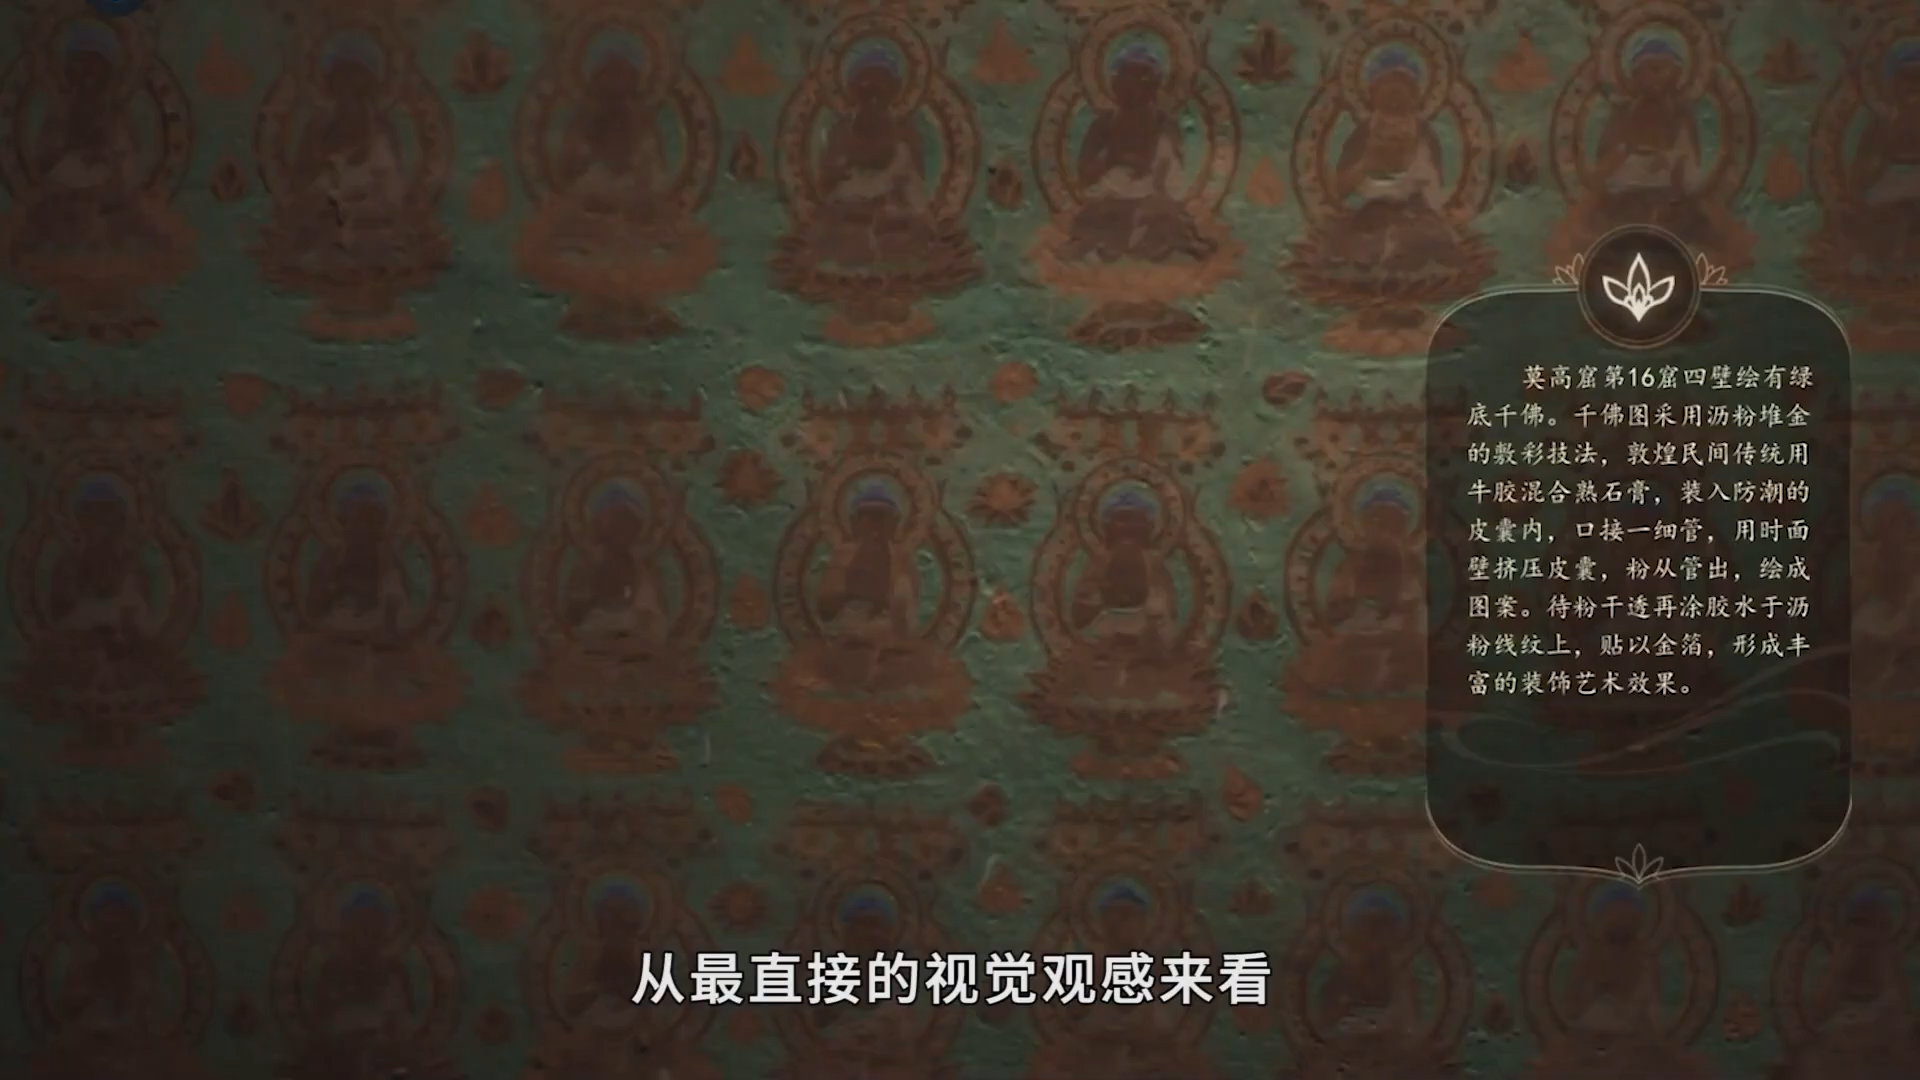 莫高窟第16窟四壁绘有绿
底千佛。千佛图采用沥粉堆金
的敷彩技法，敦煌民间传统用
牛胶混合熟石膏，装入防潮的
皮囊内，口接一细管，用时面
壁挤压皮囊，粉从管出，绘成
图案。待粉干透再涂胶水于沥
粉线纹上，贴以金箔，形成丰
富的装饰艺术效果。
从最直接的视觉观感来看